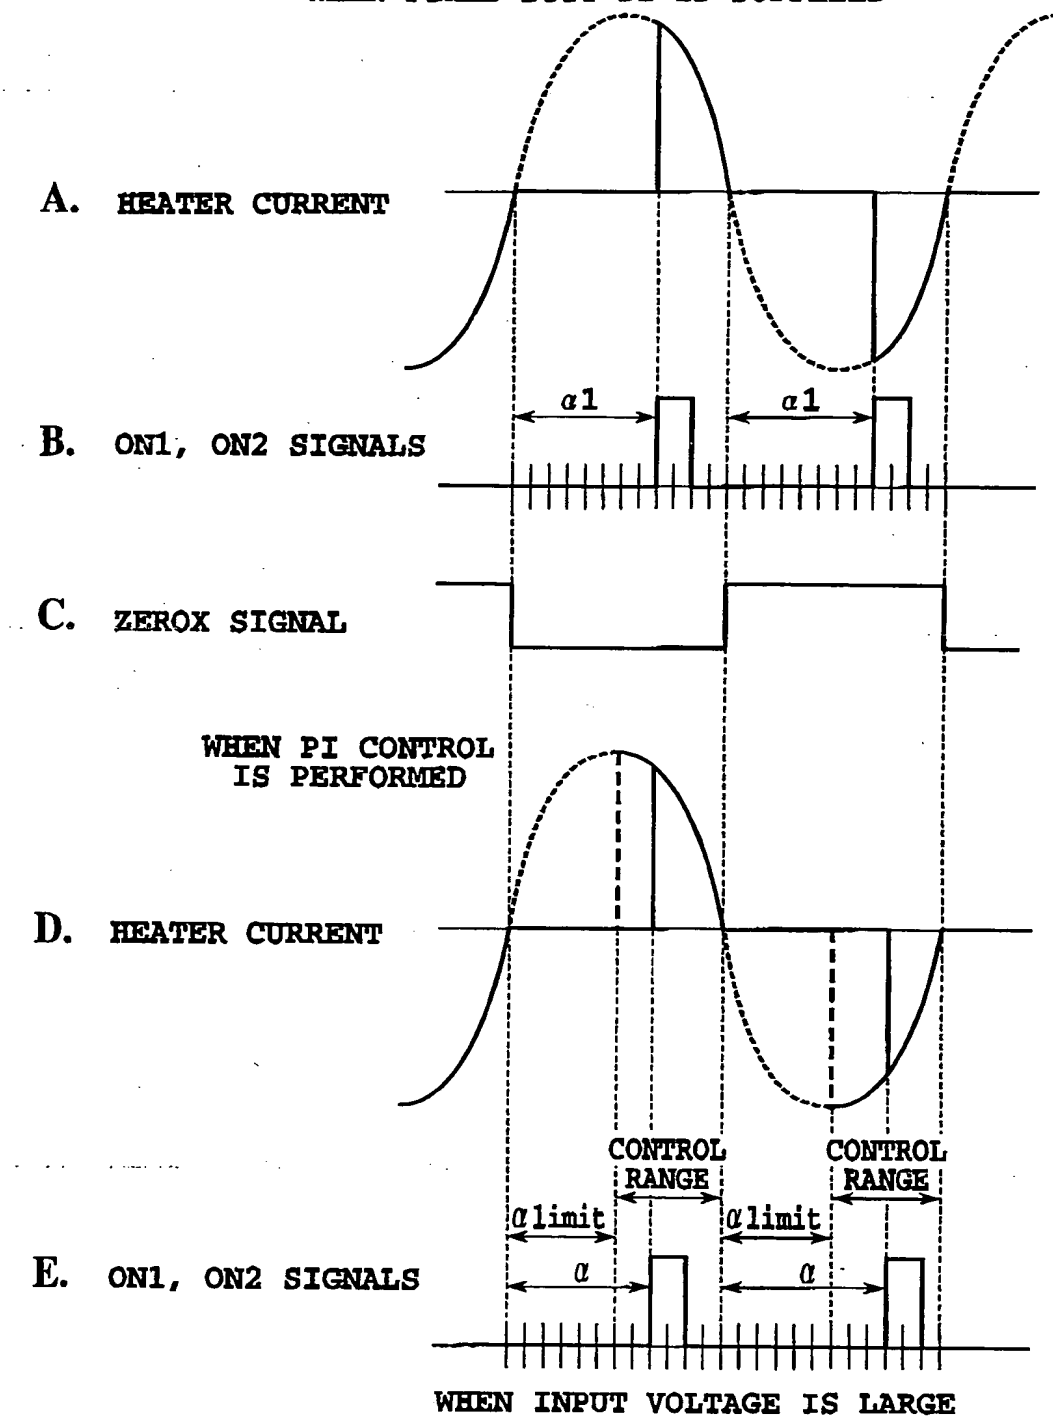 A. HEATER CURRENT
α1 α1
B. ON1, ON2 SIGNALS
C. ZEROX SIGNAL
WHEN PI CONTROL
IS PERFORMED
D. HEATER CURRENT
CONTROL CONTROL
RANGE RANGE
αlimit αlimit
E. ON1, ON2 SIGNALS
α α
WHEN INPUT VOLTAGE IS LARGE